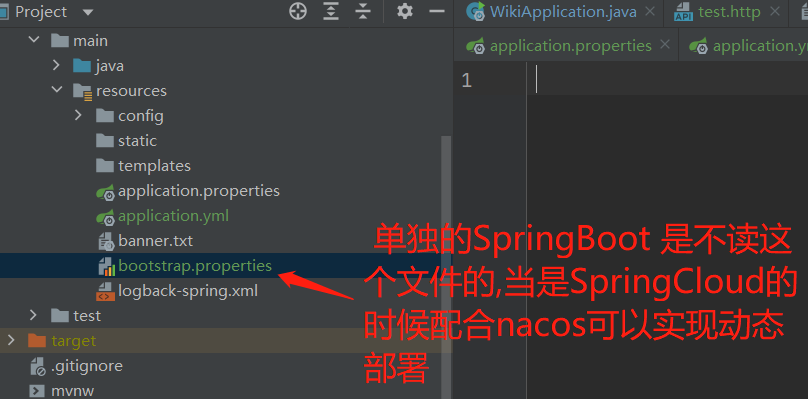 Project
main
java
resources
config
static
templates
application.properties
application.yml
banner.txt
bootstrap.properties
logback-spring.xml
test
target
.gitignore
mvnw
WikiApplication.java
API
test.http
application.properties
application.y
1
单独的SpringBoot 是不读这
个文件的,当是SpringCloud的
时候配合nacos可以实现动态
部署